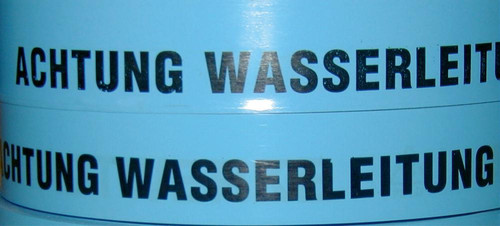 ACHTUNG WASSERLEITU
CHTUNG WASSERLEITUNG